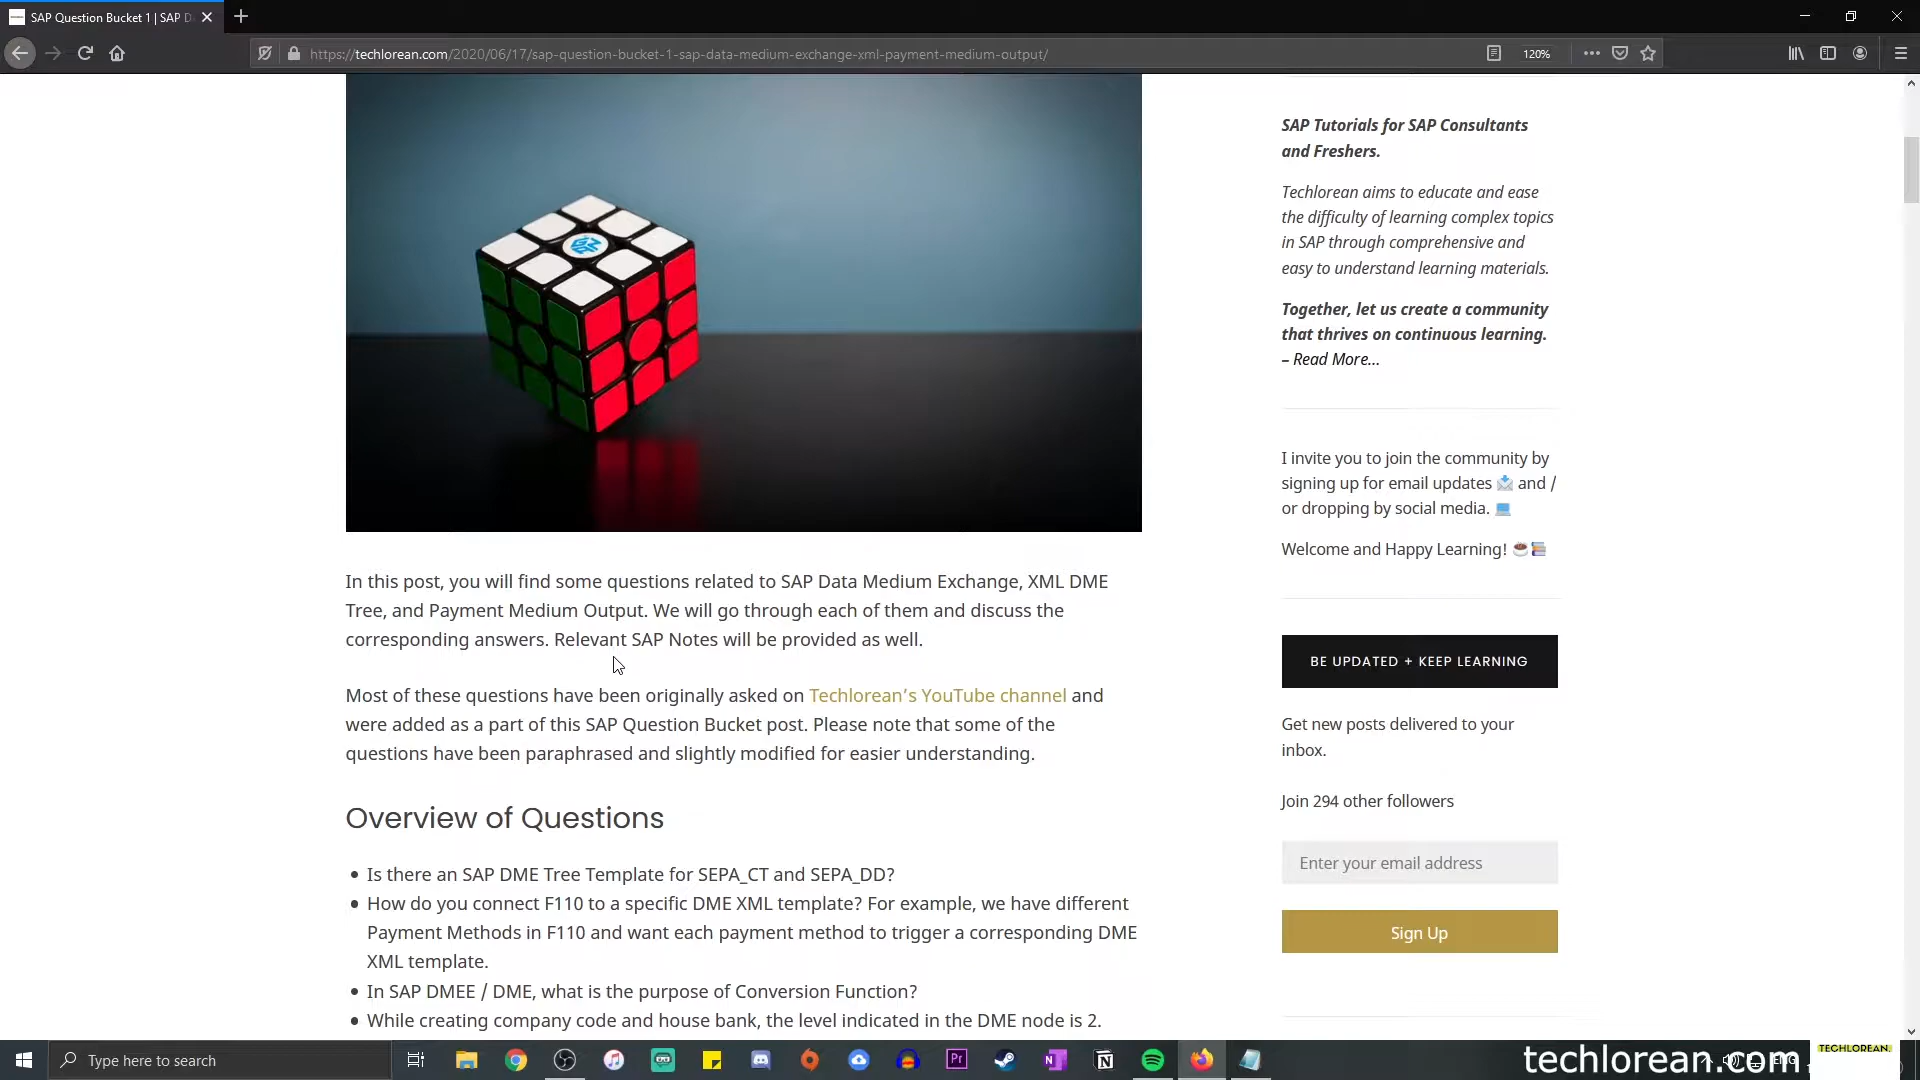 SAP Question Bucket 1 | SAP D
https://techlorean.com/2020/06/17/sap-question-bucket-1-sap-data-medium-exchange-xml-payment-medium-output/
120%
In this post, you will find some questions related to SAP Data Medium Exchange, XML DME
Tree, and Payment Medium Output. We will go through each of them and discuss the
corresponding answers. Relevant SAP Notes will be provided as well.
Most of these questions have been originally asked on Techlorean’s YouTube channel and
were added as a part of this SAP Question Bucket post. Please note that some of the
questions have been paraphrased and slightly modified for easier understanding.
Overview of Questions
• Is there an SAP DME Tree Template for SEPA_CT and SEPA_DD?
• How do you connect F110 to a specific DME XML template? For example, we have different
Payment Methods in F110 and want each payment method to trigger a corresponding DME
XML template.
• In SAP DMEE / DME, what is the purpose of Conversion Function?
• While creating company code and house bank, the level indicated in the DME node is 2.
SAP Tutorials for SAP Consultants
and Freshers.
Techlorean aims to educate and ease
the difficulty of learning complex topics
in SAP through comprehensive and
easy to understand learning materials.
Together, let us create a community
that thrives on continuous learning.
– Read More...
I invite you to join the community by
signing up for email updates 📩 and /
or dropping by social media. 💻
Welcome and Happy Learning! ☕📚
BE UPDATED + KEEP LEARNING
Get new posts delivered to your
inbox.
Join 294 other followers
Enter your email address
Sign Up
Type here to search
Pr
techlorean.com
TECHLOREAN.